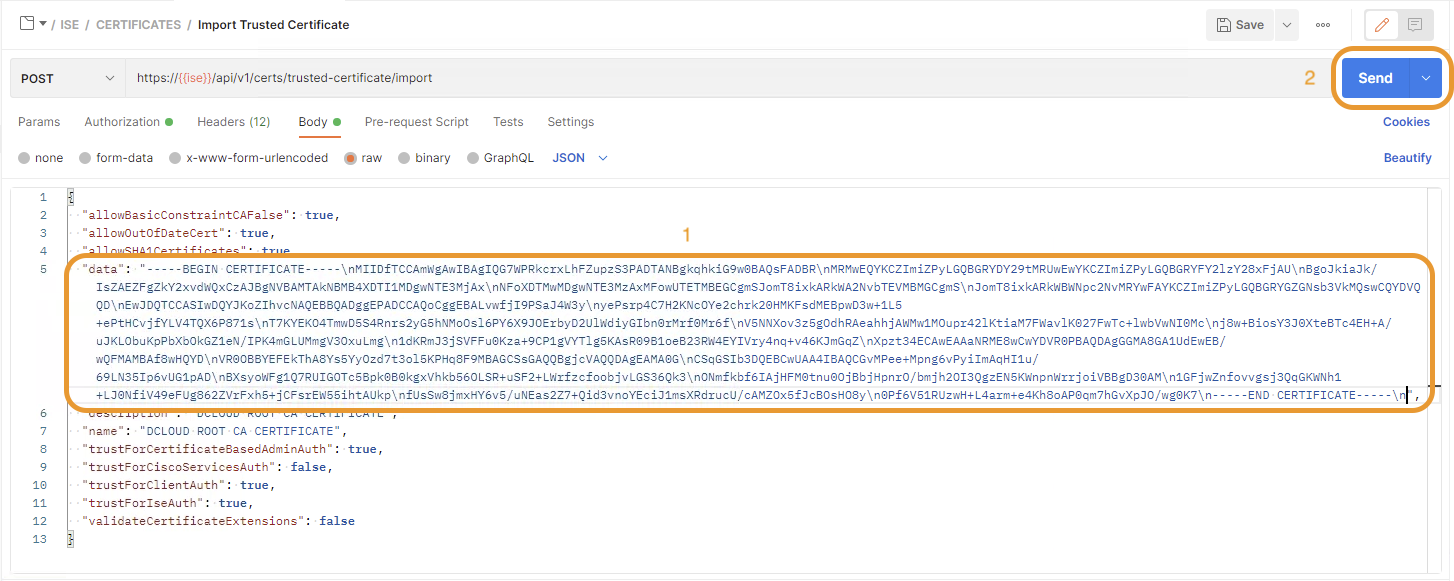 / ISE / CERTIFICATES / Import Trusted Certificate
Save
POST https://{{ise}}/api/v1/certs/trusted-certificate/import
2
Send
Params Authorization Headers (12) Body Pre-request Script Tests Settings Cookies
none form-data x-www-form-urlencoded raw binary GraphQL JSON Beautify
1 {
2 "allowBasicConstraintCAFalse": true,
3 "allowOutOfDateCert": true,
4 "allowSHA1Certificates": true,
1
5 "data": "-----BEGIN CERTIFICATE-----\nMIIDfTCCAmWgAwIBAgIQG7WPRkcrxLhFZupzS3PADTANBgkqhkiG9w0BAQsFADBR\nMRMwEQYKCZImiZPyLGQBGRYDY29tMRUwEwYKCZImiZPyLGQBGRYFY2lzY28xFjAU\nBgoJkiaJk/
IsZAEZFgZkY2xvdWQxCzAJBgNVBAMTAkNBMB4XDTI1MDgwNTE3MjAx\nNFoXDTMwMDgwNTE3MzAxMFowUTETMBEGCgmSJomT8ixkARkWA2NvbTEVMBMGCgmS\nJomT8ixkARkWBWNpc2NvMRYwFAYKCZImiZPyLGQBGRYGZGNsb3VkMQswCQYDVQ
QD\nEwJDQTCCASIwDQYJKoZIhvcNAQEBBQADggEPADCCAQoCggEBALvwfjI9PSaJ4W3y\nyePsrp4C7H2KNcOYe2chrk20HMKFsdMEBpwD3w+1L5
+ePtHCvjfYLV4TQX6P871s\nT7KYEKO4TmwD5S4Rnrs2yG5hNMoOsl6PY6X9JOErbyD2UlWdiyGIbn0rMrf0Mr6f\nV5NNXov3z5gOdhRAeahhjAWMw1MOupr42lKtiaM7FWavlK027FwTc+lwbVwNI0Mc\nj8w+BiosY3J0XteBTc4EH+A/
uJKLObuKpPbXbOkGZ1eN/IPK4mGLUMmgV3OxuLmg\n1dKRmJ3jSVFFu0Kza+9CP1gVYTlg5KAsR09B1oeB23RW4EYIVry4nq+v46KJmGqZ\nXpzt34ECAwEAAaNRME8wCwYDVR0PBAQDAgGGMA8GA1UdEwEB/
wQFMAMBAf8wHQYD\nVR0OBBYEFEkThA8Ys5YyOzd7t3ol5KPHq8F9MBAGCSsGAQQBgjcVAQQDAgEAMA0G\nCSqGSIb3DQEBCwUAA4IBAQCGvMPee+Mpng6vPyiImAqHI1u/
69LN35Ip6vUG1pAD\nBXsyoWFg1Q7RUIGOTc5Bpk0B0kgxVhkb56OLSR+uSF2+LWrfzcfoobjvLGS36Qk3\nONmfkbf6IAjHFM0tnu0OjBbjHpnrO/bmjh2OI3QgzEN5KWnpnWrrjoiVBBgD30AM\n1GFjwZnfovvgsj3QqGKWNh1
+LJ0NfiV49eFUg862ZVrFxh5+jCFsrEW55ihtAUkp\nfUsSw8jmxHY6v5/uNEas2Z7+Qid3vnoYEciJ1msXRdrucU/cAMZOx5fJcBOsHO8y\n0Pf6V51RUzwH+L4arm+e4Kh8oAP0qm7hGvXpJO/wg0K7\n-----END CERTIFICATE-----\n",
6 "description": "DCLOUD ROOT CA CERTIFICATE",
7 "name": "DCLOUD ROOT CA CERTIFICATE",
8 "trustForCertificateBasedAdminAuth": true,
9 "trustForCiscoServicesAuth": false,
10 "trustForClientAuth": true,
11 "trustForIseAuth": true,
12 "validateCertificateExtensions": false
13 }